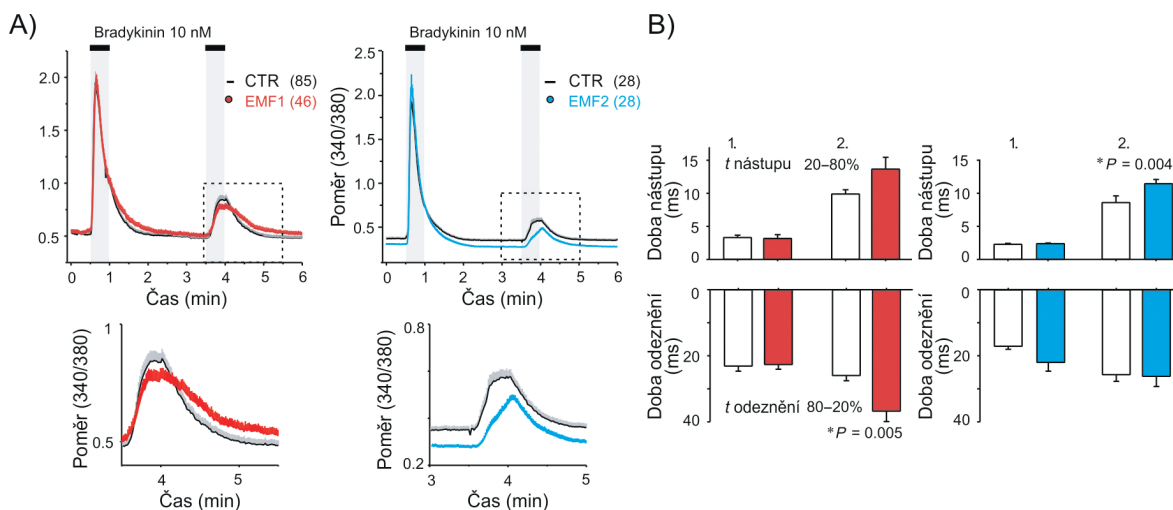 A)
Bradykinin 10 nM
CTR (85)
EMF1 (46)
2.0
1.5
1.0
0.5
0 1 2 3 4 5 6
Čas (min)
Bradykinin 10 nM
CTR (28)
EMF2 (28)
Poměr (340/380)
2.5
2.0
1.5
1.0
0.5
0 1 2 3 4 5 6
Čas (min)
Poměr (340/380)
1
0.5
4 5
Čas (min)
Poměr (340/380)
0.8
0.2
3 4 5
Čas (min)
B)
1. 2.
t nástupu 20–80%
Doba nástupu
(ms)
15
10
5
0
0
20
40
Doba odeznění
(ms)
t odeznění 80–20%
*P = 0.005
1. 2.
*P = 0.004
Doba nástupu
(ms)
15
10
5
0
0
20
40
Doba odeznění
(ms)